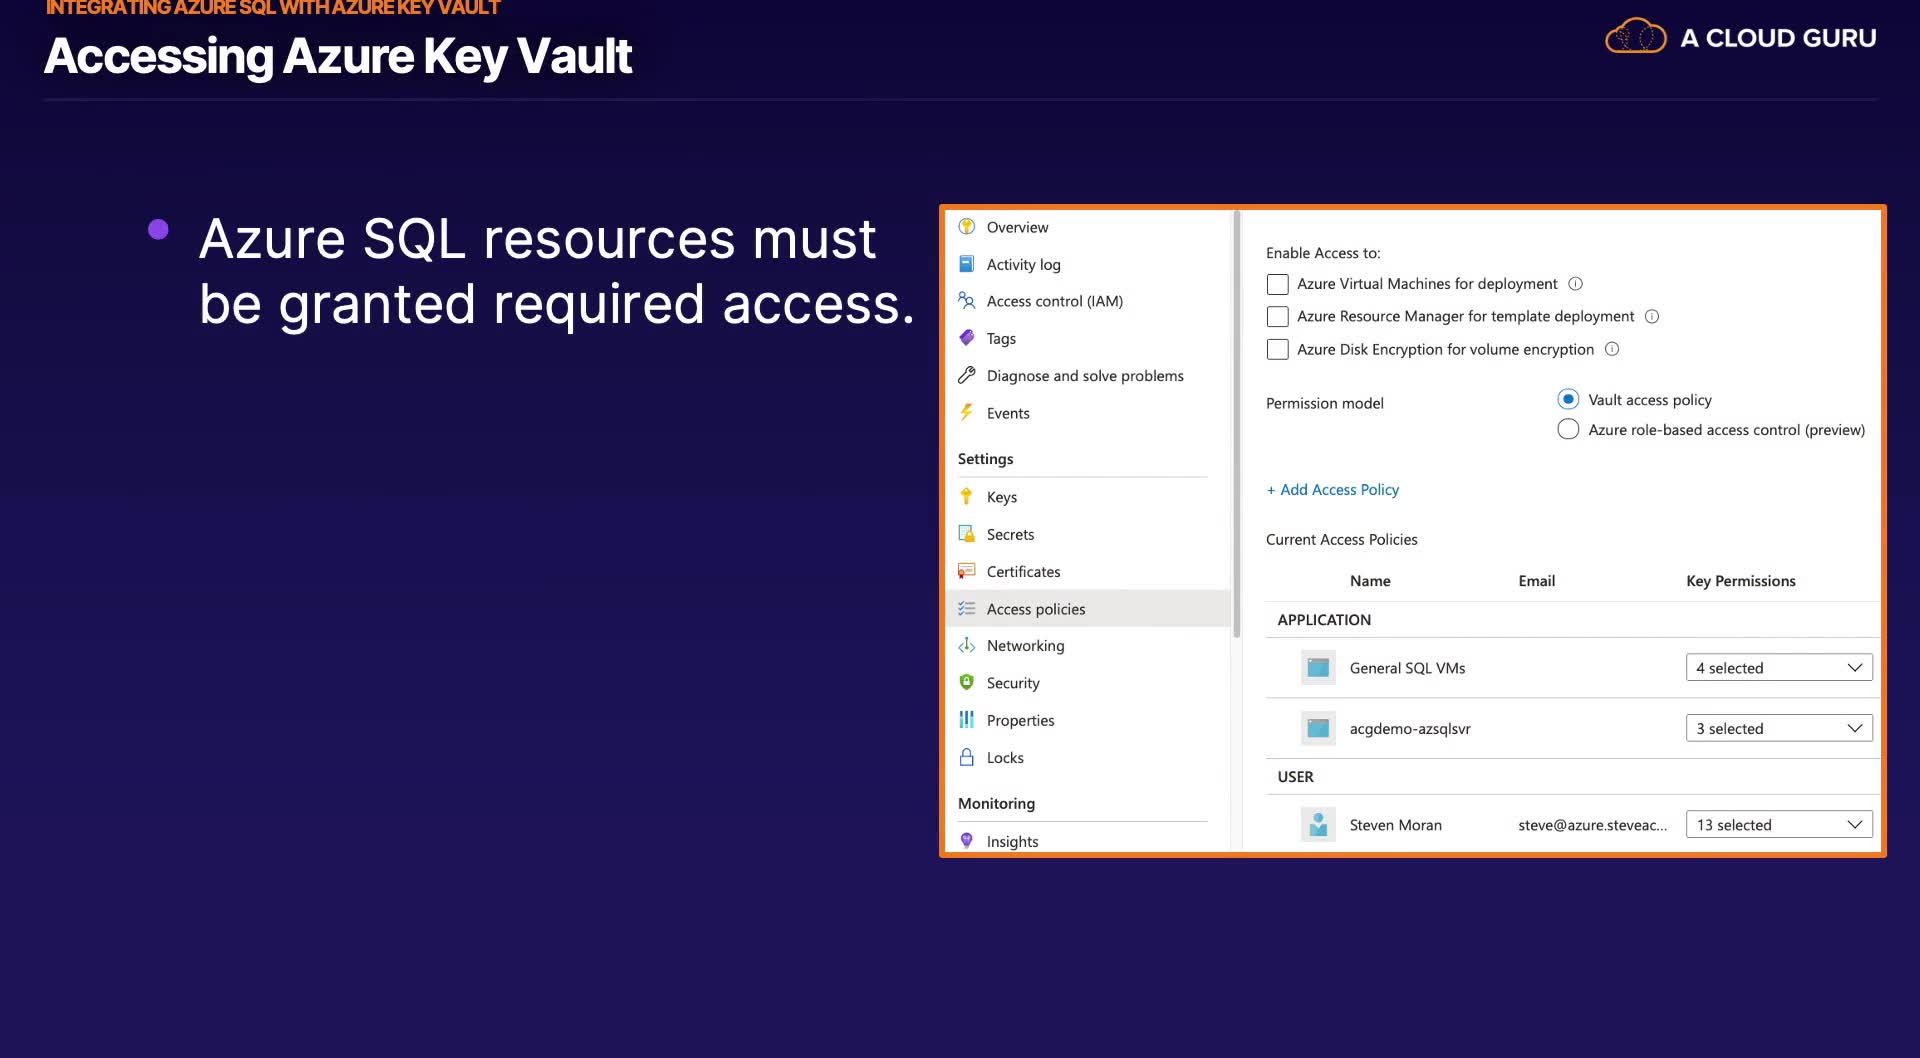 INTEGRATING AZURE SQL WITH AZURE KEY VAULT
Accessing Azure Key Vault
A CLOUD GURU
Azure SQL resources must
be granted required access.
Overview
Activity log
Access control (IAM)
Tags
Diagnose and solve problems
Events
Settings
Keys
Secrets
Certificates
Access policies
Networking
Security
Properties
Locks
Monitoring
Insights
Enable Access to:
Azure Virtual Machines for deployment
Azure Resource Manager for template deployment
Azure Disk Encryption for volume encryption
Permission model
Vault access policy
Azure role-based access control (preview)
+ Add Access Policy
Current Access Policies
Name Email Key Permissions
APPLICATION
General SQL VMs 4 selected
acgdemo-azsqlsvr 3 selected
USER
Steven Moran steve@azure.steveac... 13 selected